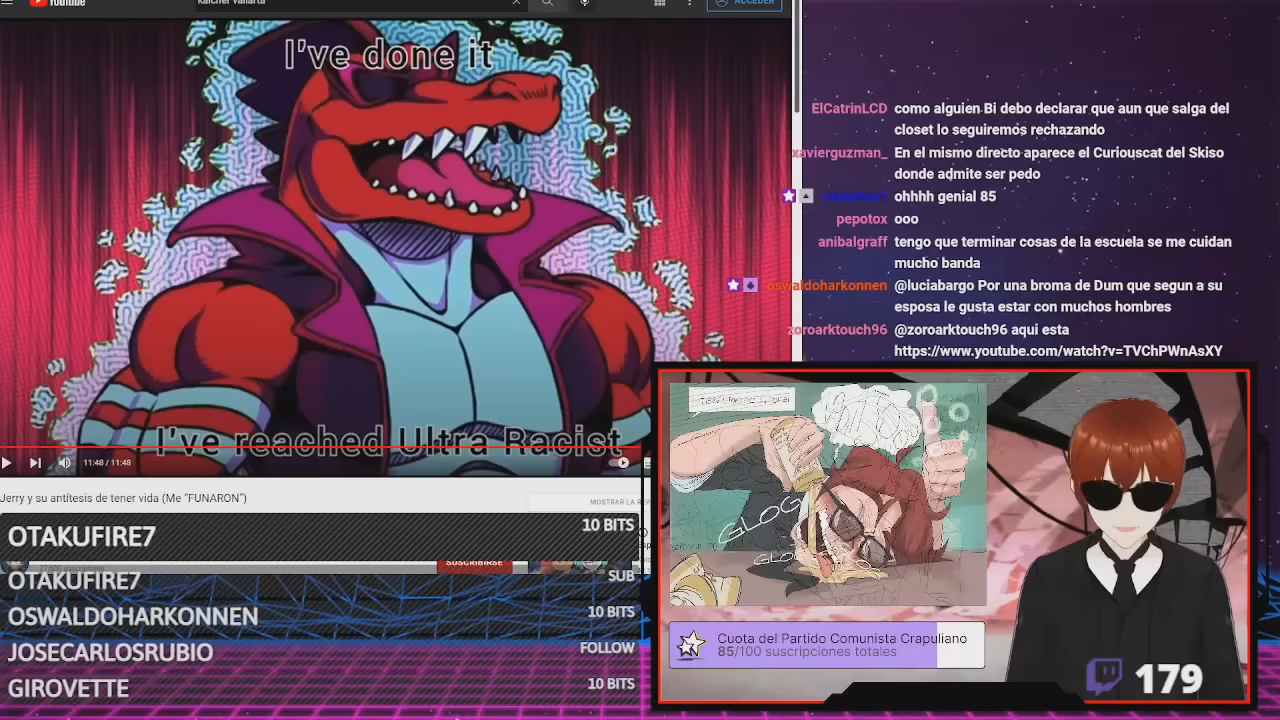 YouTube
Kaichef Vallarta
ACCEDER
I've done it
I've reached Ultra Racist
11:48 / 11:48
Jerry y su antítesis de tener vida (Me "FUNARON")
OTAKUFIRE7 10 BITS
SUSCRIBIRSE
OTAKUFIRE7 SUB
OSWALDOHARKONNEN 10 BITS
JOSECARLOSRUBIO FOLLOW
GIROVETTE 10 BITS
ElCatrinLCD como alguien Bi debo declarar que aun que salga del
closet lo seguiremos rechazando
xavierguzman_ En el mismo directo aparece el Curiouscat del Skiso
donde admite ser pedo
ohhhh genial 85
pepotox ooo
anibalgraff tengo que terminar cosas de la escuela se me cuidan
mucho banda
oswaldoharkonnen @luciabargo Por una broma de Dum que segun a su
esposa le gusta estar con muchos hombres
zoroarktouch96 @zoroarktouch96 aqui esta
https://www.youtube.com/watch?v=TVChPWnAsXY
GLOG
GLO
Cuota del Partido Comunista Crapuliano
85/100 suscripciones totales
179